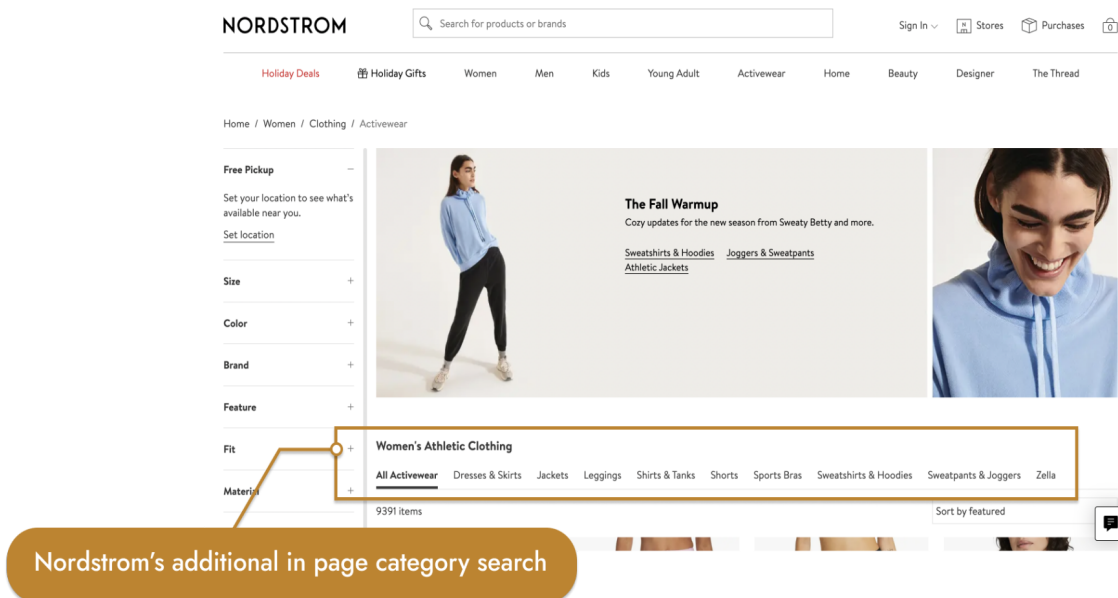 NORDSTROM
Search for products or brands
Sign In
Stores
Purchases
0
Holiday Deals
Holiday Gifts
Women
Men
Kids
Young Adult
Activewear
Home
Beauty
Designer
The Thread
Home / Women / Clothing / Activewear
Free Pickup
Set your location to see what's
available near you.
Set location
Size
Color
Brand
Feature
Fit
Material
The Fall Warmup
Cozy updates for the new season from Sweaty Betty and more.
Sweatshirts & Hoodies Joggers & Sweatpants
Athletic Jackets
Women's Athletic Clothing
All Activewear Dresses & Skirts Jackets Leggings Shirts & Tanks Shorts Sports Bras Sweatshirts & Hoodies Sweatpants & Joggers Zella
9391 items
Sort by featured
Nordstrom's additional in page category search